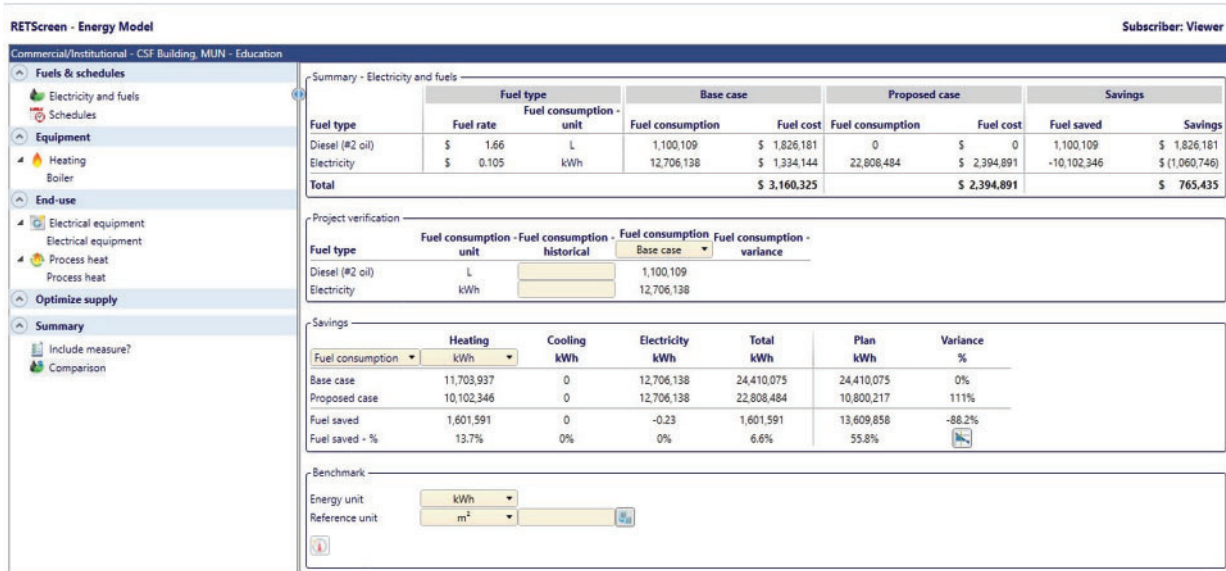 RETScreen - Energy Model Subscriber: Viewer
Commercial/Institutional - CSF Building, MUN - Education
Fuels & schedules
Electricity and fuels
Schedules
Equipment
Heating
Boiler
End-use
Electrical equipment
Electrical equipment
Process heat
Process heat
Optimize supply
Summary
Include measure?
Comparison
Summary - Electricity and fuels
Fuel type Base case Proposed case Savings
Fuel consumption -
Fuel type Fuel rate unit Fuel consumption Fuel cost Fuel consumption Fuel cost Fuel saved Savings
Diesel (#2 oil) $ 1.66 L 1,100,109 $ 1,826,181 0 $ 0 1,100,109 $ 1,826,181
Electricity $ 0.105 kWh 12,706,138 $ 1,334,144 22,808,484 $ 2,394,891 -10,102,346 $ (1,060,746)
Total $ 3,160,325 $ 2,394,891 $ 765,435
Project verification
Fuel consumption - Fuel consumption - Fuel consumption Fuel consumption -
Fuel type unit historical Base case variance
Diesel (#2 oil) L 1,100,109
Electricity kWh 12,706,138
Savings
Heating Cooling Electricity Total Plan Variance
Fuel consumption kWh kWh kWh kWh kWh %
Base case 11,703,937 0 12,706,138 24,410,075 24,410,075 0%
Proposed case 10,102,346 0 12,706,138 22,808,484 10,800,217 111%
Fuel saved 1,601,591 0 -0.23 1,601,591 13,609,858 -88.2%
Fuel saved - % 13.7% 0% 0% 6.6% 55.8%
Benchmark
Energy unit kWh
Reference unit m²